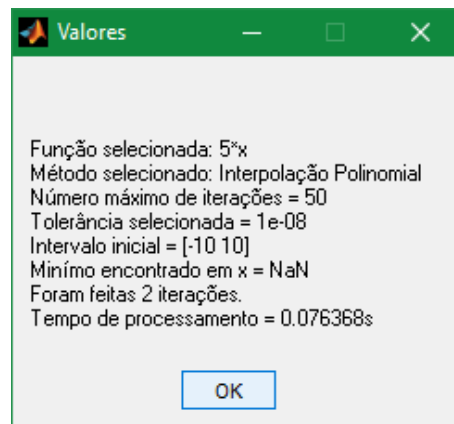 Valores
Função selecionada: 5*x
Método selecionado: Interpolação Polinomial
Número máximo de iterações = 50
Tolerância selecionada = 1e-08
Intervalo inicial = [-10 10]
Minímo encontrado em x = NaN
Foram feitas 2 iterações.
Tempo de processamento = 0.076368s
OK